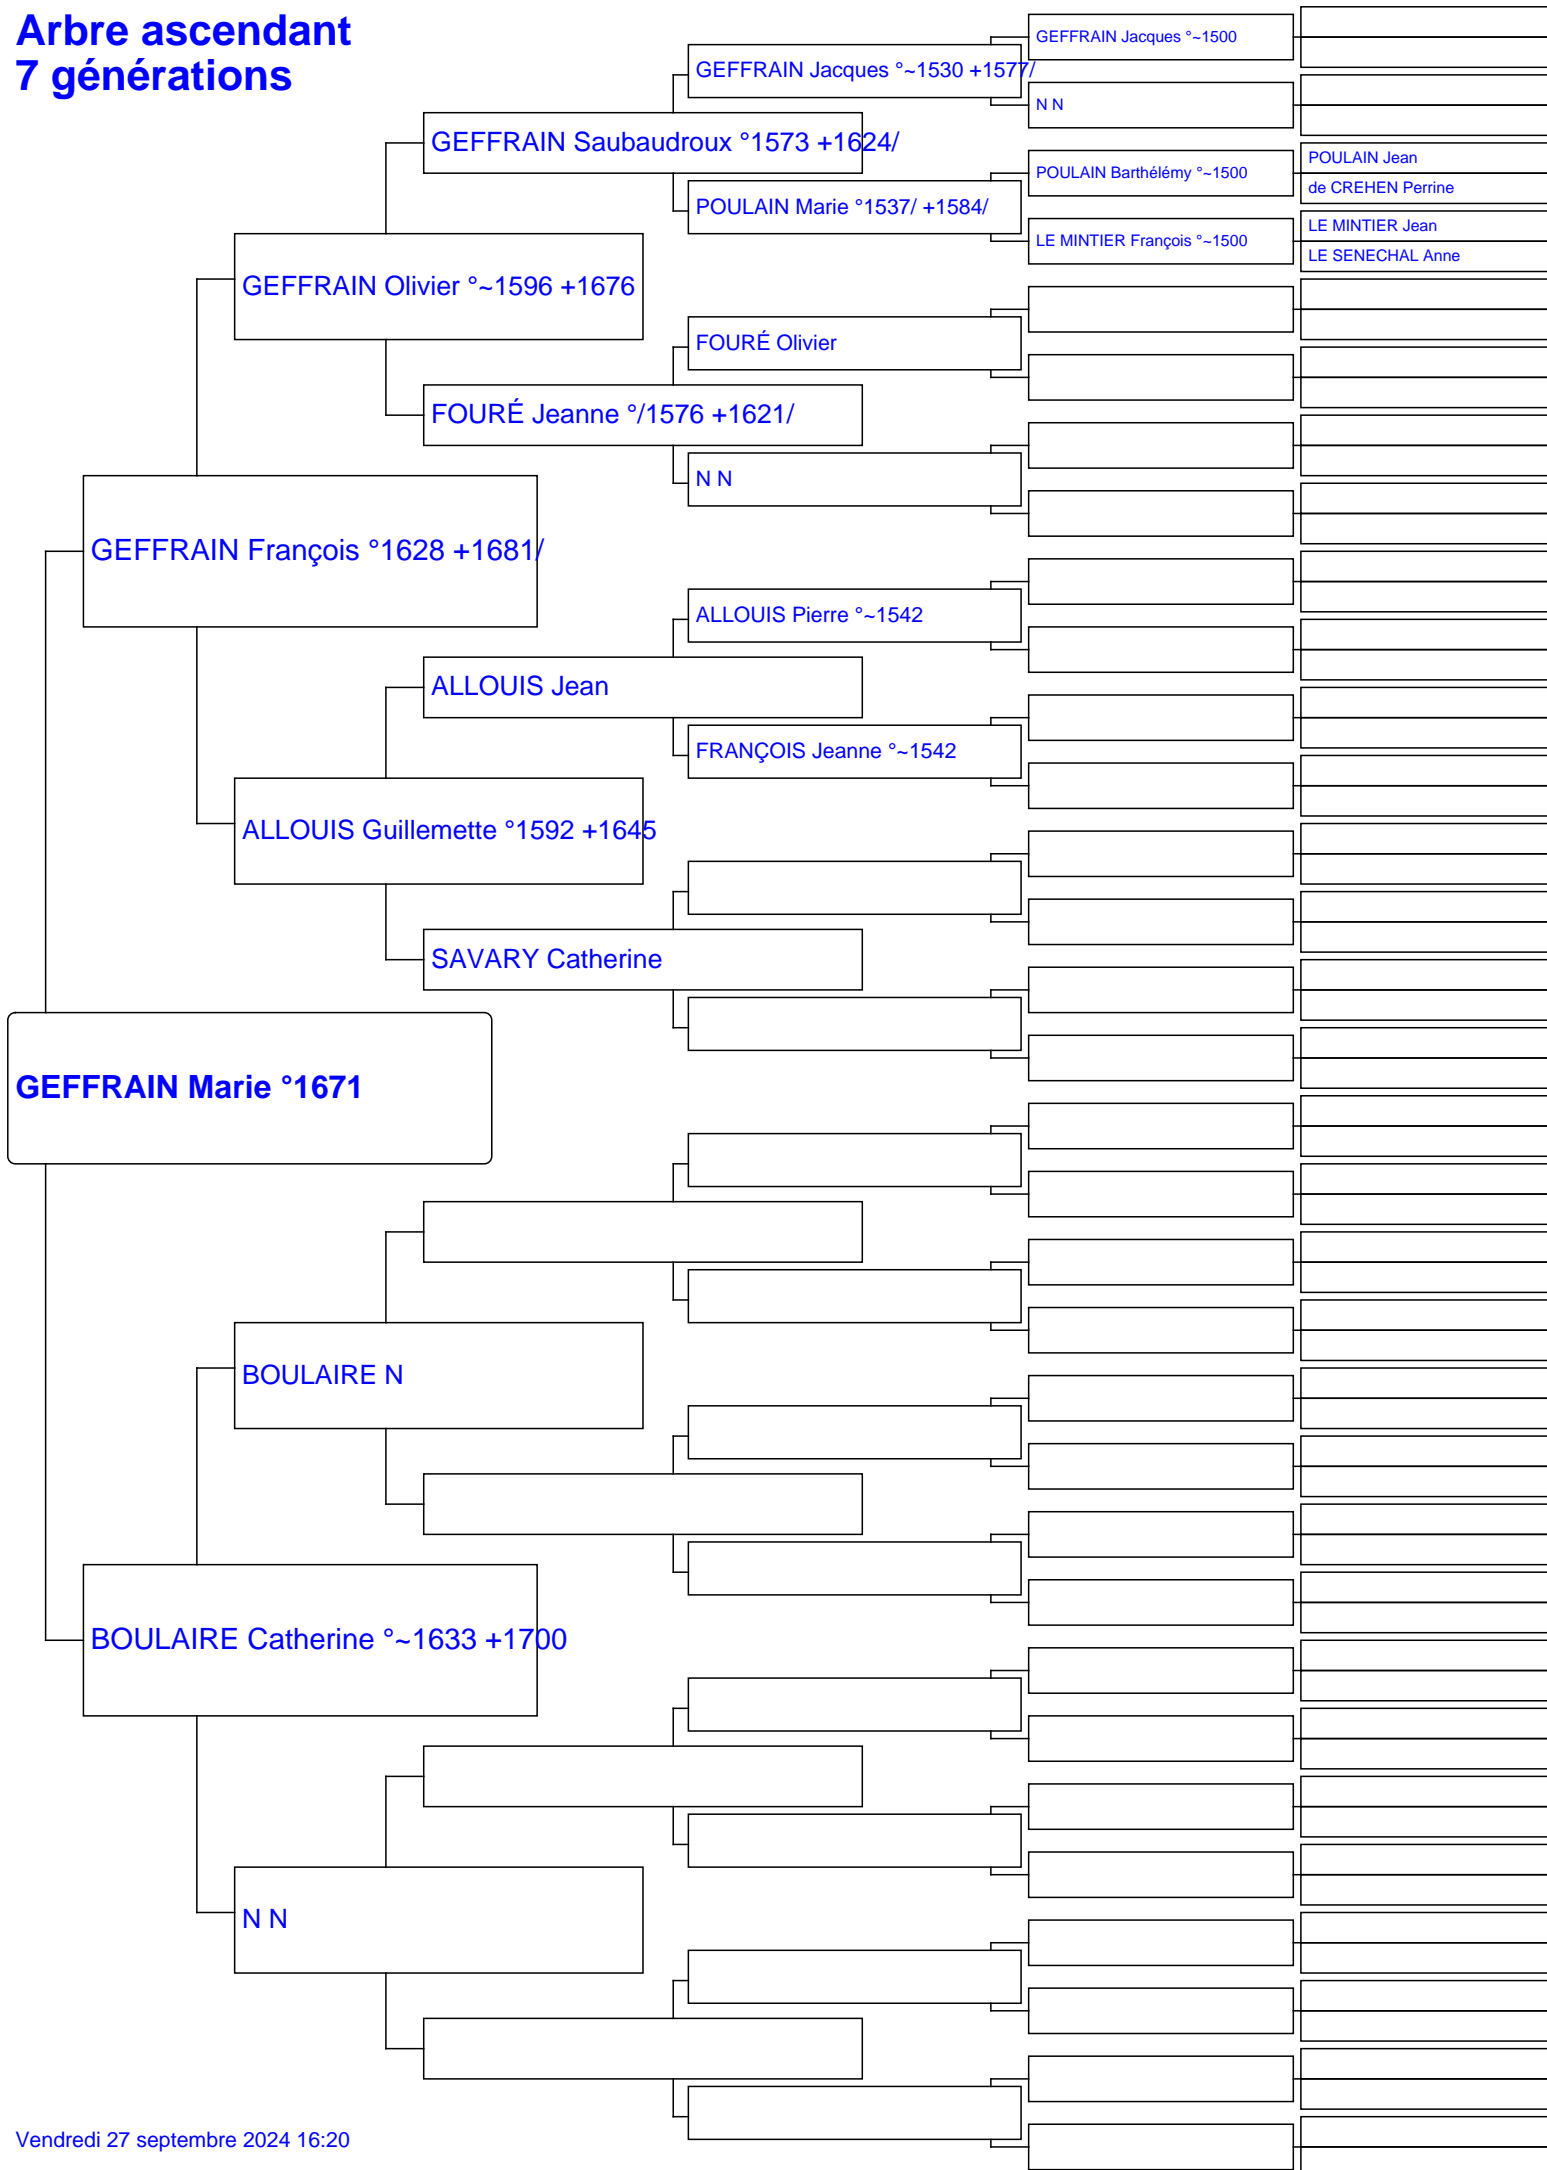 Arbre ascendant
7 générations
GEFFRAIN Jacques °~1500
GEFFRAIN Jacques °~1530 +1577/
N N
GEFFRAIN Saubaudroux °1573 +1624/
POULAIN Jean
POULAIN Barthélémy °~1500
de CREHEN Perrine
POULAIN Marie °1537/ +1584/
LE MINTIER Jean
LE MINTIER François °~1500
LE SENECHAL Anne
GEFFRAIN Olivier °~1596 +1676
FOURÉ Olivier
FOURÉ Jeanne °/1576 +1621/
N N
GEFFRAIN François °1628 +1681/
ALLOUIS Pierre °~1542
ALLOUIS Jean
FRANÇOIS Jeanne °~1542
ALLOUIS Guillemette °1592 +1645
SAVARY Catherine
GEFFRAIN Marie °1671
BOULAIRE N
BOULAIRE Catherine °~1633 +1700
N N
Vendredi 27 septembre 2024 16:20